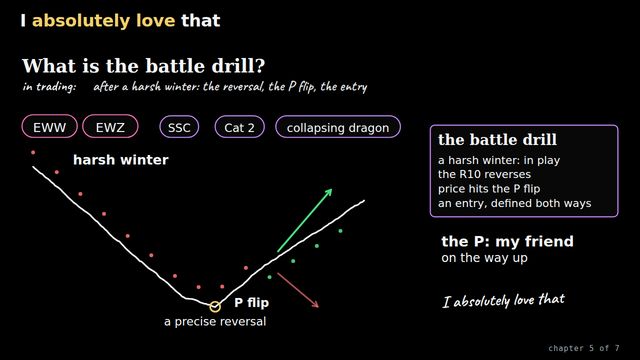 I absolutely love that
What is the battle drill?
in trading: after a harsh winter: the reversal, the P flip, the entry
EWW EWZ SSC Cat 2 collapsing dragon
harsh winter
the battle drill
a harsh winter: in play
the R10 reverses
price hits the P flip
an entry, defined both ways
the P: my friend
on the way up
P flip
a precise reversal
I absolutely love that
chapter 5 of 7